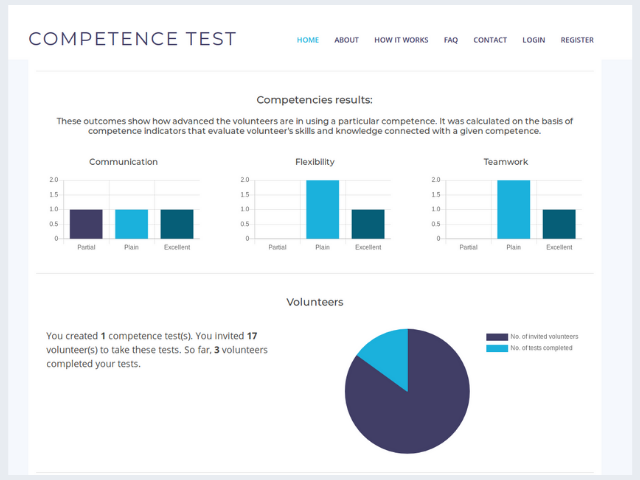 COMPETENCE TEST
HOME ABOUT HOW IT WORKS FAQ CONTACT LOGIN REGISTER
Competencies results:
These outcomes show how advanced the volunteers are in using a particular competence. It was calculated on the basis of
competence indicators that evaluate volunteer's skills and knowledge connected with a given competence.
Communication
2.0
1.5
1.0
0.5
0
Partial Plain Excellent
Flexibility
2.0
1.5
1.0
0.5
0
Partial Plain Excellent
Teamwork
2.0
1.5
1.0
0.5
0
Partial Plain Excellent
Volunteers
You created 1 competence test(s). You invited 17
volunteer(s) to take these tests. So far, 3 volunteers
completed your tests.
No. of invited volunteers
No. of tests completed